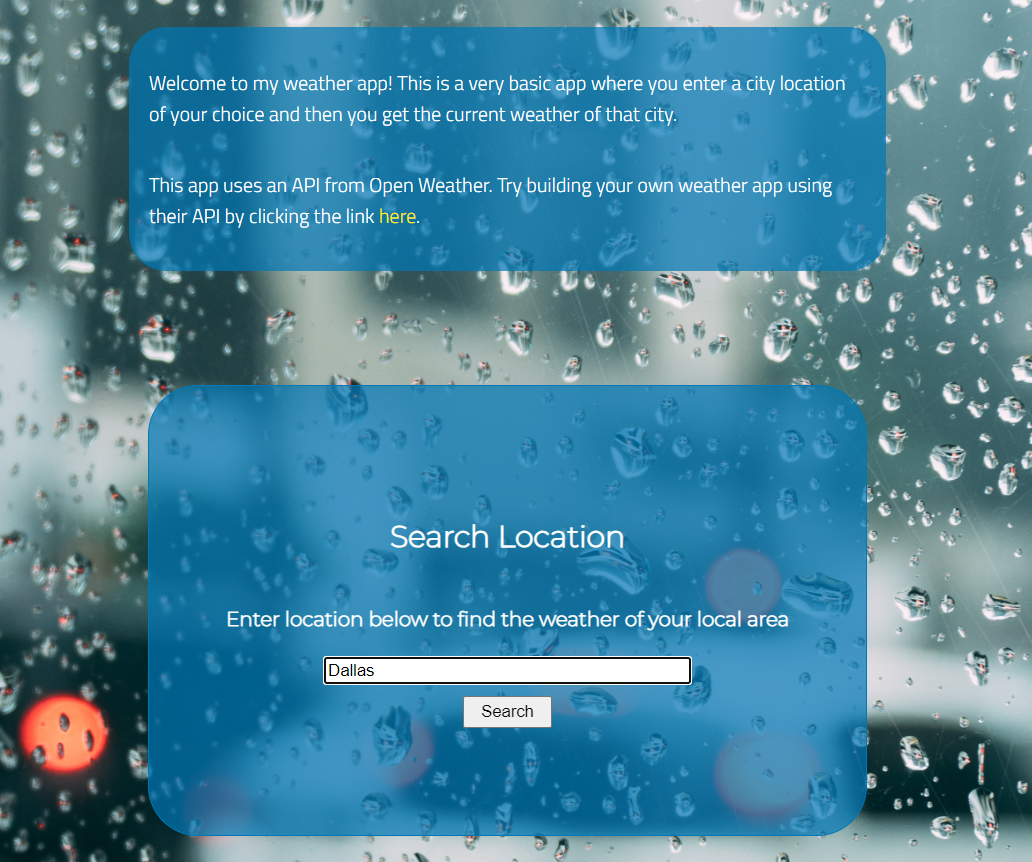 Welcome to my weather app! This is a very basic app where you enter a city location
of your choice and then you get the current weather of that city.
This app uses an API from Open Weather. Try building your own weather app using
their API by clicking the link here.
Search Location
Enter location below to find the weather of your local area
Dallas
Search